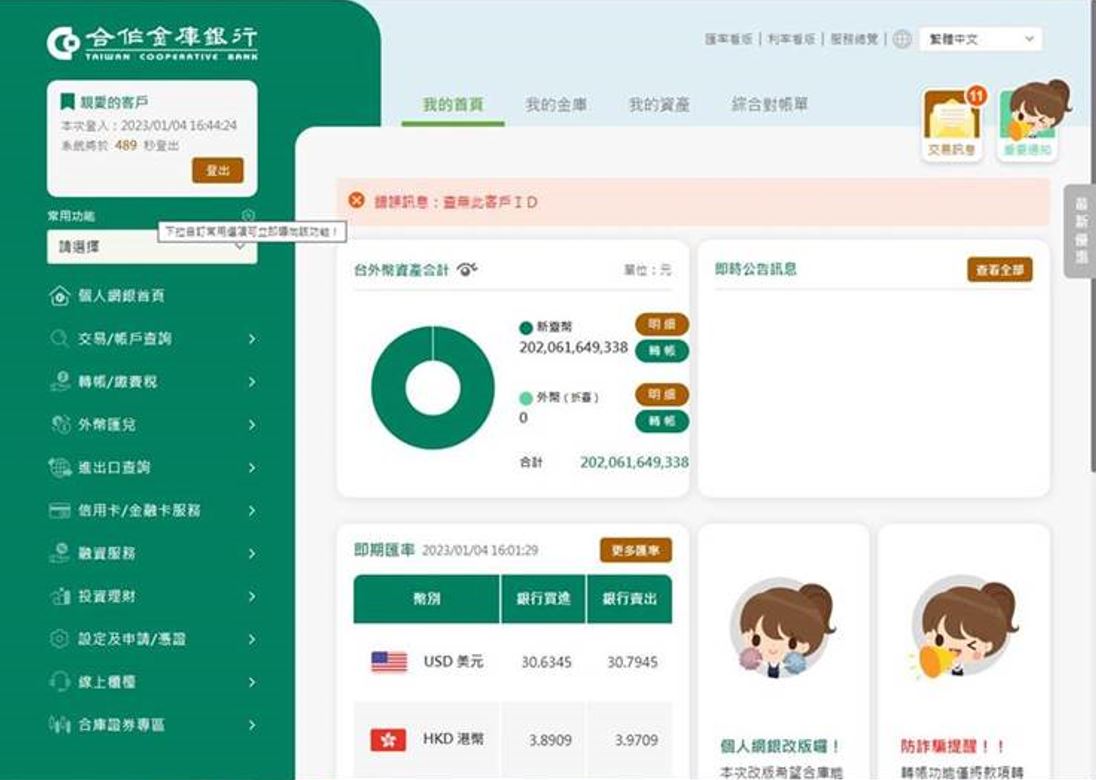 合作金庫銀行
TAIWAN COOPERATIVE BANK
親愛的客戶
本次登入：2023/01/04 16:44:24
系統將於 489 秒登出
登出
常用功能
下拉自訂常用選項可立即導向該功能！
請選擇
個人網銀首頁
交易/帳戶查詢
轉帳/繳費稅
外幣匯兌
進出口查詢
信用卡/金融卡服務
融資服務
投資理財
設定及申請/憑證
線上櫃檯
合庫證券專區
匯率看版 | 利率看版 | 服務總覽 |
繁體中文
我的首頁 我的金庫 我的資產 綜合對帳單
11
交易訊息
重要通知
最新優惠
錯誤訊息：查無此客戶ＩＤ
台外幣資產合計
單位：元
新臺幣
202,061,649,338
明細
轉帳
外幣（折臺）
0
明細
轉帳
合計 202,061,649,338
即時公告訊息
查看全部
即期匯率 2023/01/04 16:01:29
更多匯率
幣別 銀行買進 銀行賣出
USD 美元 30.6345 30.7945
HKD 港幣 3.8909 3.9709
個人網銀改版囉！
本次改版希望合庫能
防詐騙提醒！！
轉帳功能僅將款項轉